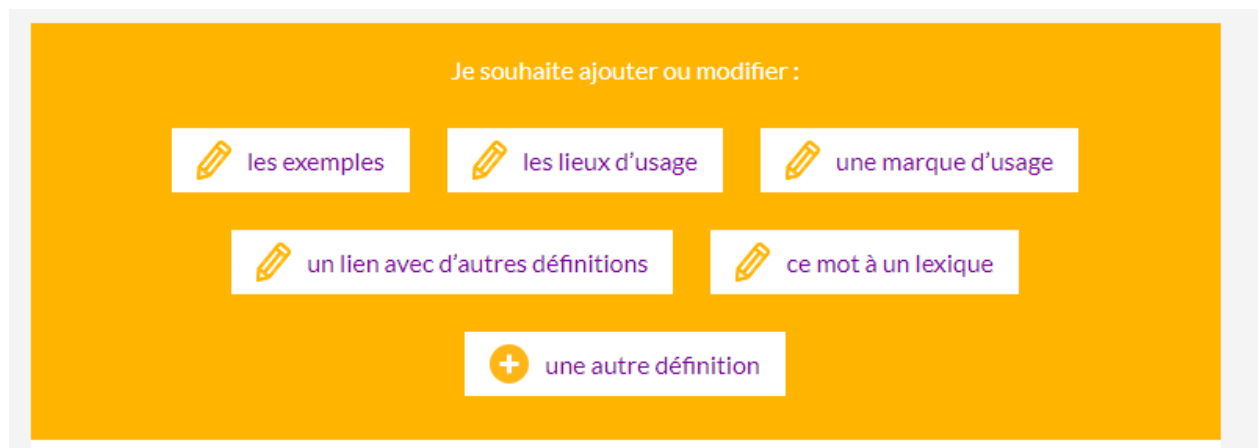 Je souhaite ajouter ou modifier :
les exemples
les lieux d’usage
une marque d’usage
un lien avec d’autres définitions
ce mot à un lexique
une autre définition